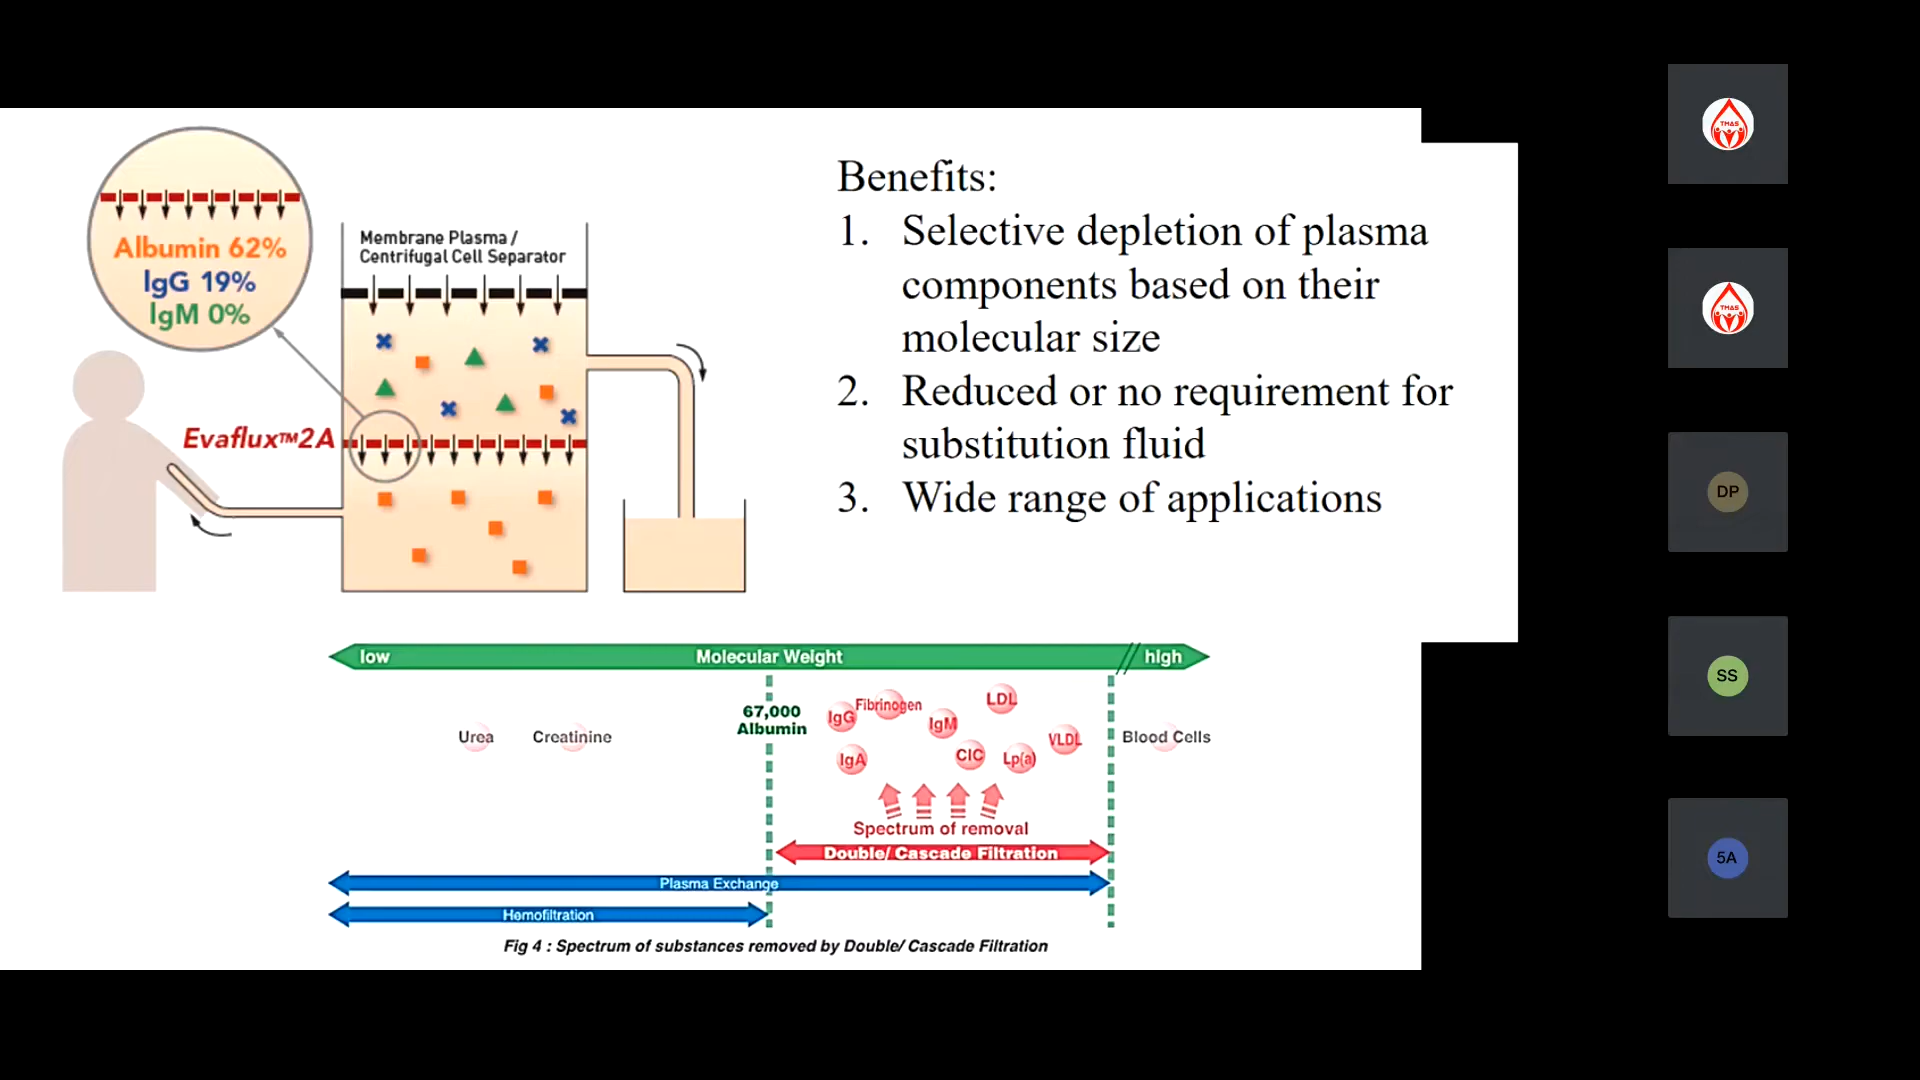 Albumin 62%
IgG 19%
IgM 0%
Membrane Plasma /
Centrifugal Cell Separator
Evaflux™2A
Benefits:
1. Selective depletion of plasma
components based on their
molecular size
2. Reduced or no requirement for
substitution fluid
3. Wide range of applications
low Molecular Weight high
Urea Creatinine
67,000
Albumin
IgG Fibrinogen IgM LDL
IgA CIC Lp(a) VLDL
Blood Cells
Spectrum of removal
Double/ Cascade Filtration
Plasma Exchange
Hemofiltration
Fig 4 : Spectrum of substances removed by Double/ Cascade Filtration
TMAS
TMAS
DP
SS
5A